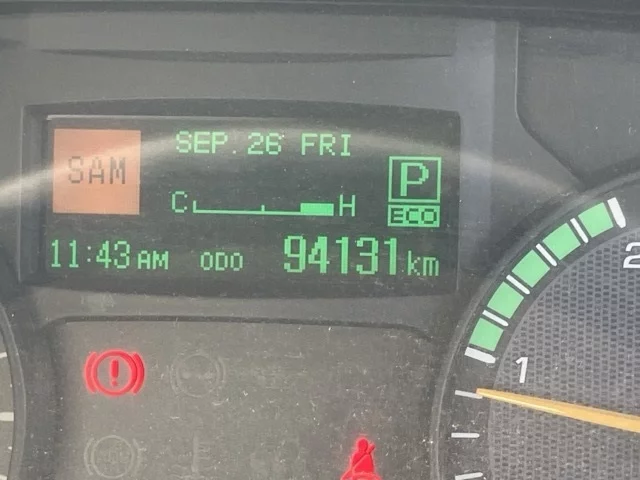 SEP. 26 FRI
SAM
P
C H
ECO
11:43 AM ODO 94131 km
2
1